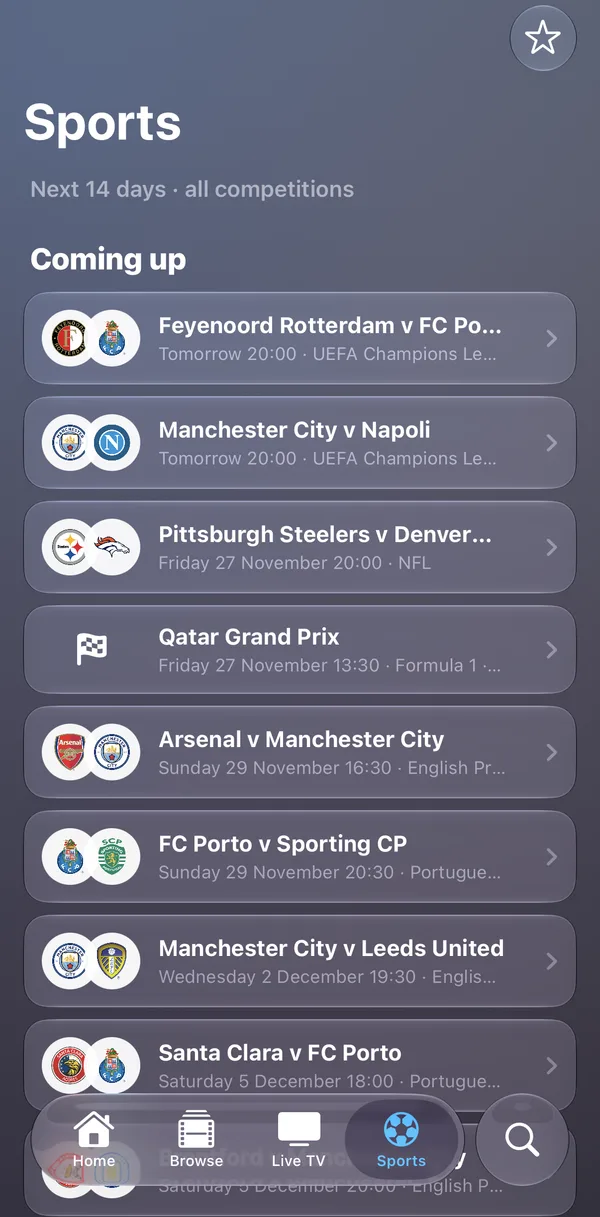 Sports
Next 14 days · all competitions
Coming up
Feyenoord Rotterdam v FC Po...
Tomorrow 20:00 · UEFA Champions Le...
Manchester City v Napoli
Tomorrow 20:00 · UEFA Champions Le...
Pittsburgh Steelers v Denver...
Friday 27 November 20:00 · NFL
Qatar Grand Prix
Friday 27 November 13:30 · Formula 1 ·...
Arsenal
Arsenal v Manchester City
Sunday 29 November 16:30 · English Pr...
SCP
FC Porto v Sporting CP
Sunday 29 November 20:30 · Portugue...
Manchester City v Leeds United
Wednesday 2 December 19:30 · Englis...
Santa Clara v FC Porto
Saturday 5 December 18:00 · Portugue...
Home
Browse
Live TV
Sports
Saturday 5 December 20:00 · English P...